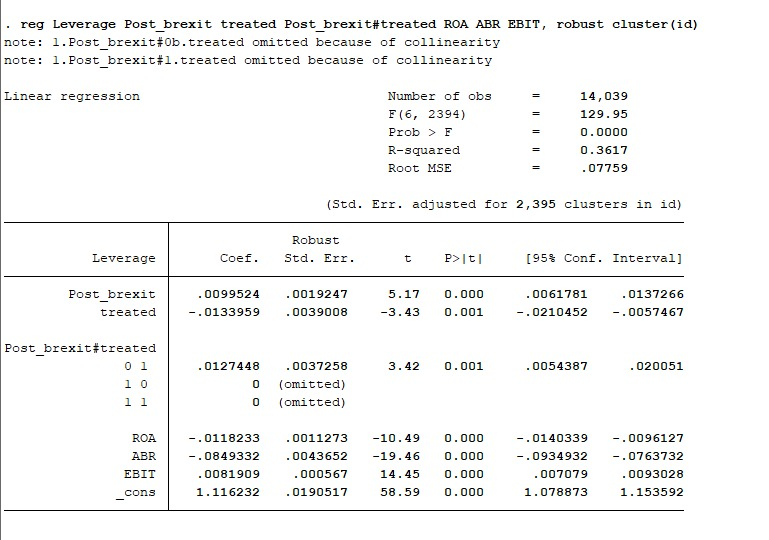 . reg Leverage Post_brexit treated Post_brexit#treated ROA ABR EBIT, robust cluster(id)
note: 1.Post_brexit#0b.treated omitted because of collinearity
note: 1.Post_brexit#1.treated omitted because of collinearity
Linear regression Number of obs = 14,039
F(6, 2394) = 129.95
Prob > F = 0.0000
R-squared = 0.3617
Root MSE = .07759
(Std. Err. adjusted for 2,395 clusters in id)
Robust
Leverage Coef. Std. Err. t P>|t| [95% Conf. Interval]
Post_brexit .0099524 .0019247 5.17 0.000 .0061781 .0137266
treated -.0133959 .0039008 -3.43 0.001 -.0210452 -.0057467
Post_brexit#treated
0 1 .0127448 .0037258 3.42 0.001 .0054387 .020051
1 0 0 (omitted)
1 1 0 (omitted)
ROA -.0118233 .0011273 -10.49 0.000 -.0140339 -.0096127
ABR -.0849332 .0043652 -19.46 0.000 -.0934932 -.0763732
EBIT .0081909 .000567 14.45 0.000 .007079 .0093028
_cons 1.116232 .0190517 58.59 0.000 1.078873 1.153592